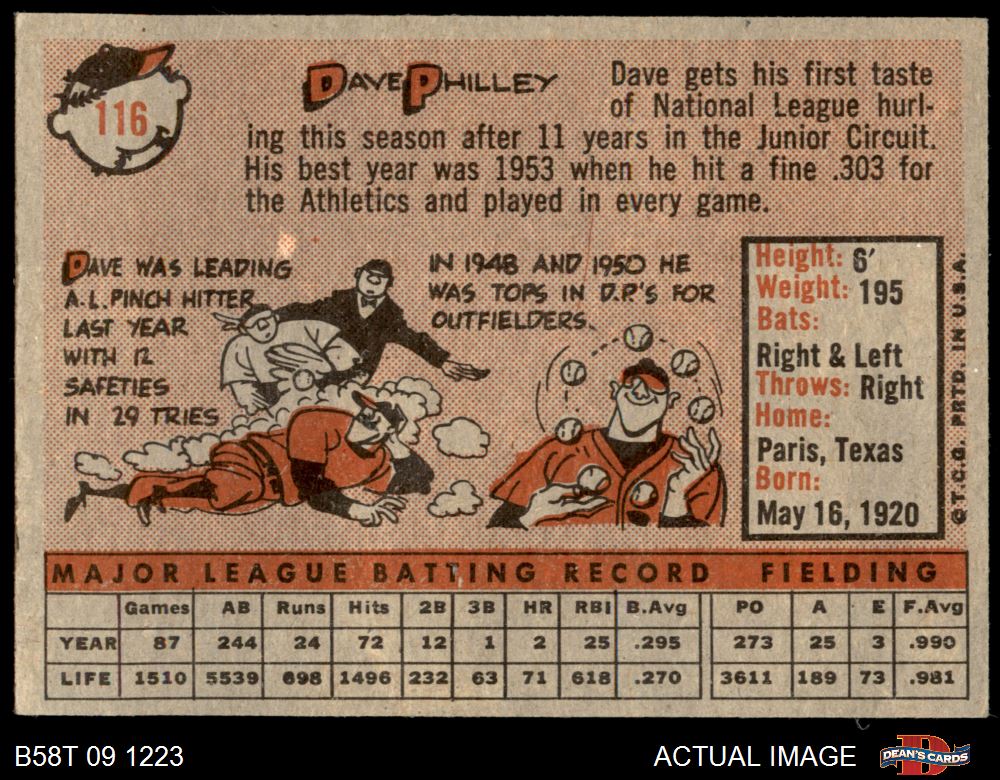 116
DAVE PHILLEY
Dave gets his first taste
of National League hurl-
ing this season after 11 years in the Junior Circuit.
His best year was 1953 when he hit a fine .303 for
the Athletics and played in every game.
DAVE WAS LEADING
A.L. PINCH HITTER
LAST YEAR
WITH 12
SAFETIES
IN 29 TRIES
IN 1948 AND 1950 HE
WAS TOPS IN D.P.'S FOR
OUTFIELDERS.
Height: 6'
Weight: 195
Bats:
Right & Left
Throws: Right
Home:
Paris, Texas
Born:
May 16, 1920
© T.C.G. PRTD. IN U.S.A.
MAJOR LEAGUE BATTING RECORD FIELDING
Games AB Runs Hits 2B 3B HR RBI B.Avg PO A E F.Avg
YEAR 87 244 24 72 12 1 2 25 .295 273 25 3 .990
LIFE 1510 5539 698 1496 232 63 71 618 .270 3611 189 73 .981
B58T 09 1223
ACTUAL IMAGE
D
DEAN'S CARDS